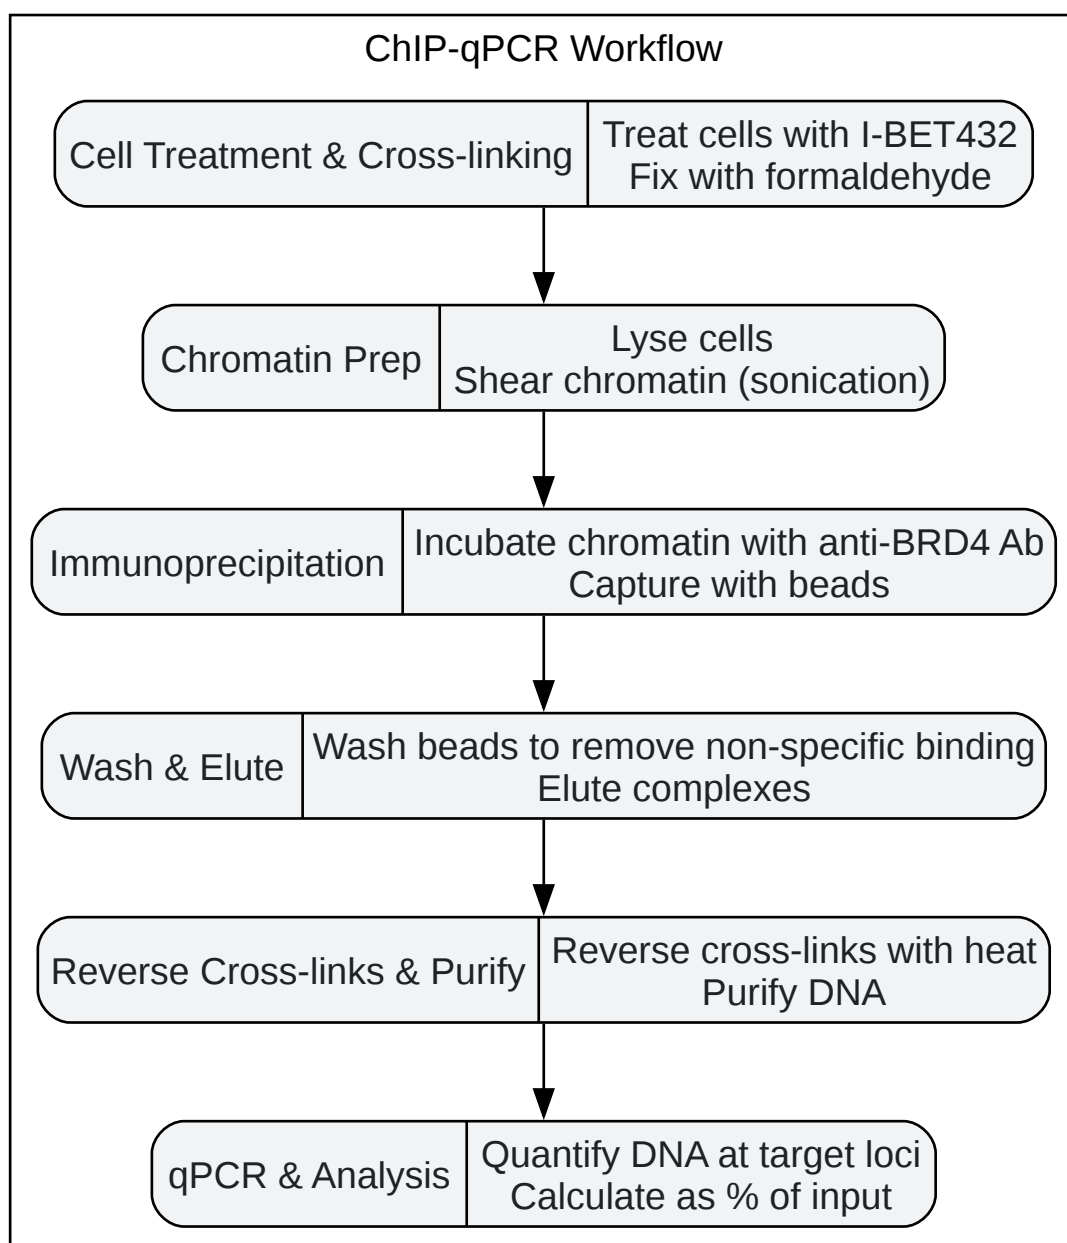 ChIP-qPCR Workflow
Cell Treatment & Cross-linking
Treat cells with I-BET432
Fix with formaldehyde
Chromatin Prep
Lyse cells
Shear chromatin (sonication)
Immunoprecipitation
Incubate chromatin with anti-BRD4 Ab
Capture with beads
Wash & Elute
Wash beads to remove non-specific binding
Elute complexes
Reverse Cross-links & Purify
Reverse cross-links with heat
Purify DNA
qPCR & Analysis
Quantify DNA at target loci
Calculate as % of input